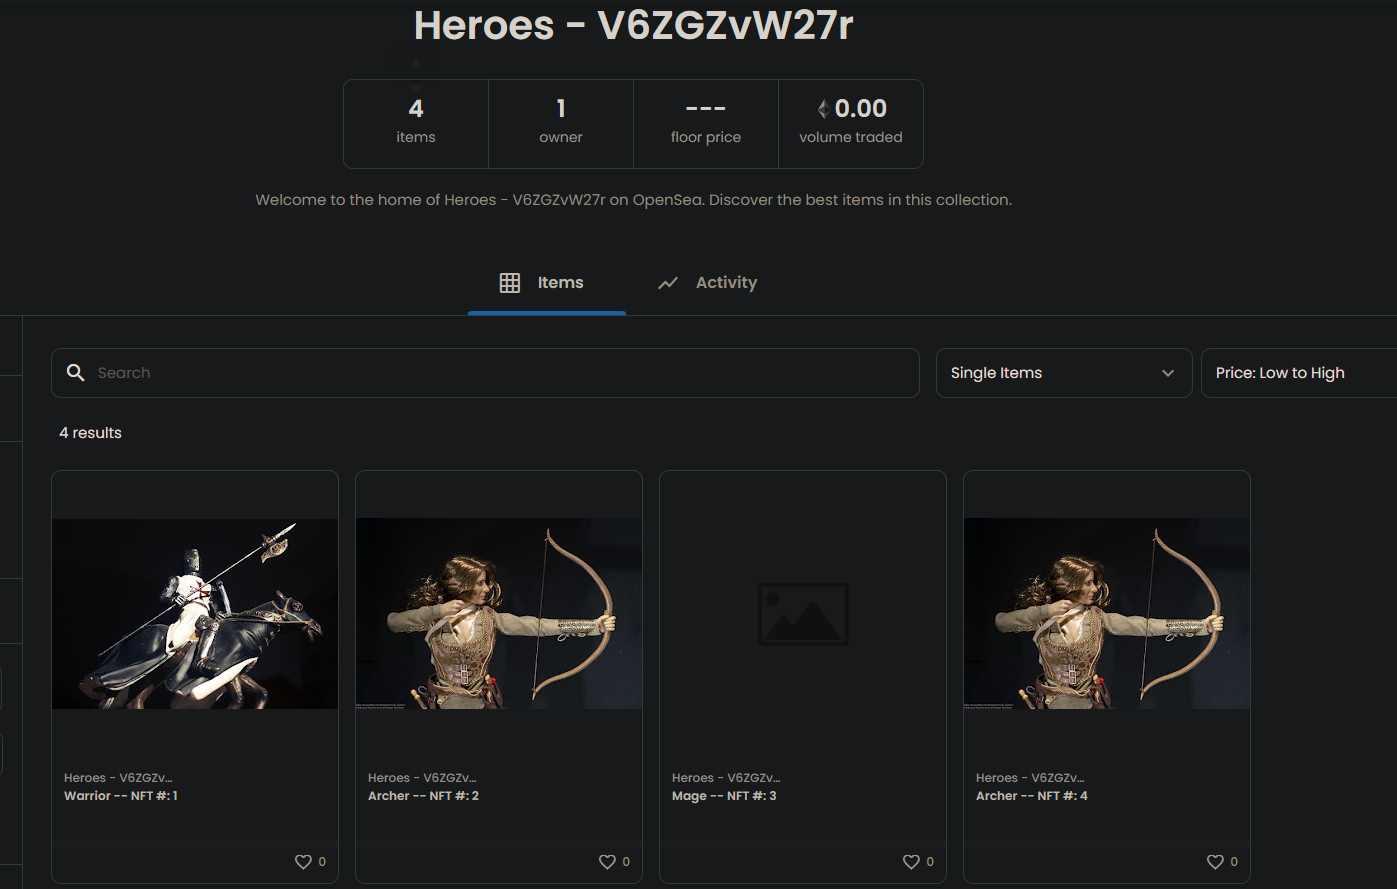 Heroes - V6ZGZvW27r
4
4
items
1
owner
---
floor price
0.00
volume traded
Welcome to the home of Heroes - V6ZGZvW27r on OpenSea. Discover the best items in this collection.
Items
Activity
Search
Single Items
Price: Low to High
4 results
Heroes - V6ZGZv...
Warrior -- NFT #: 1
0
Heroes - V6ZGZv...
Archer -- NFT #: 2
0
Heroes - V6ZGZv...
Mage -- NFT #: 3
0
Heroes - V6ZGZv...
Archer -- NFT #: 4
0